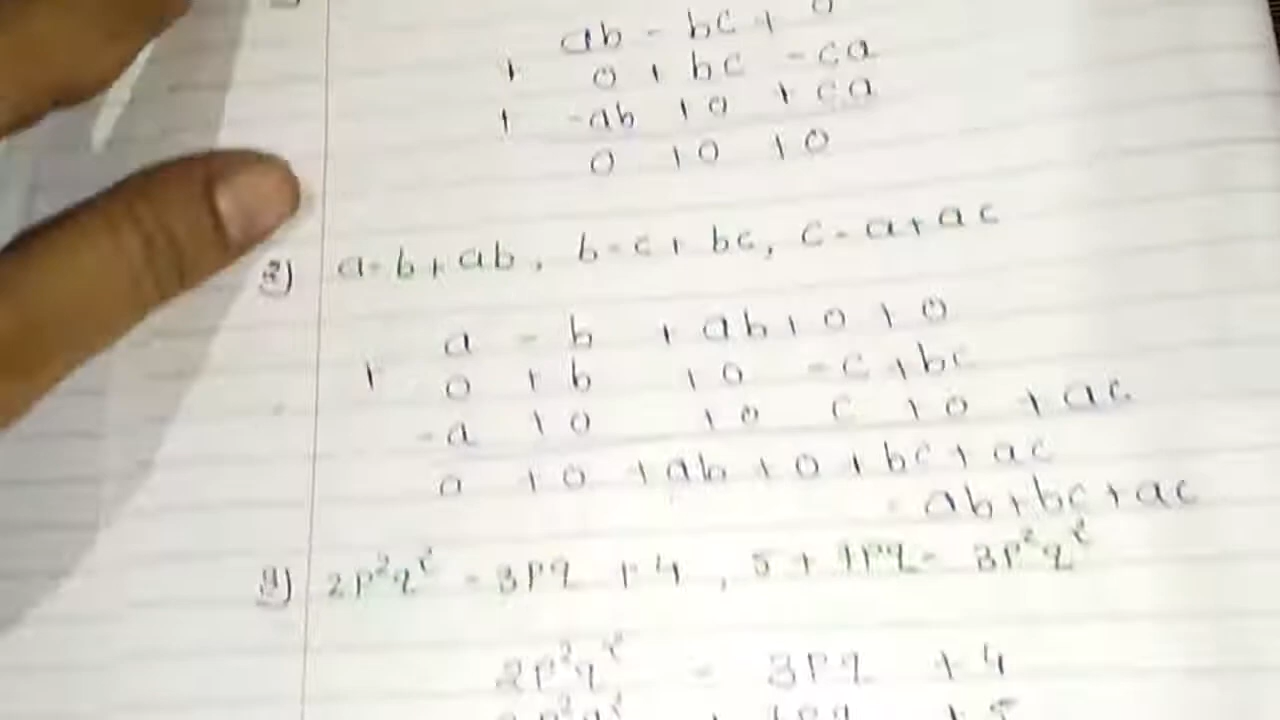 ab - bc + 0
+ 0 + bc - ca
+ -ab + 0 + ca
0 + 0 + 0
2) a - b + ab, b - c + bc, c - a + ac
a - b + ab + 0 + 0
+ 0 + b + 0 - c + bc
-a + 0 + 0 c + 0 + ac
0 + 0 + ab + 0 + bc + ac
= ab + bc + ac
3) 2p²q² - 3pq + 4, 5 + 7pq - 3p²q²
2p²q² - 3pq + 4